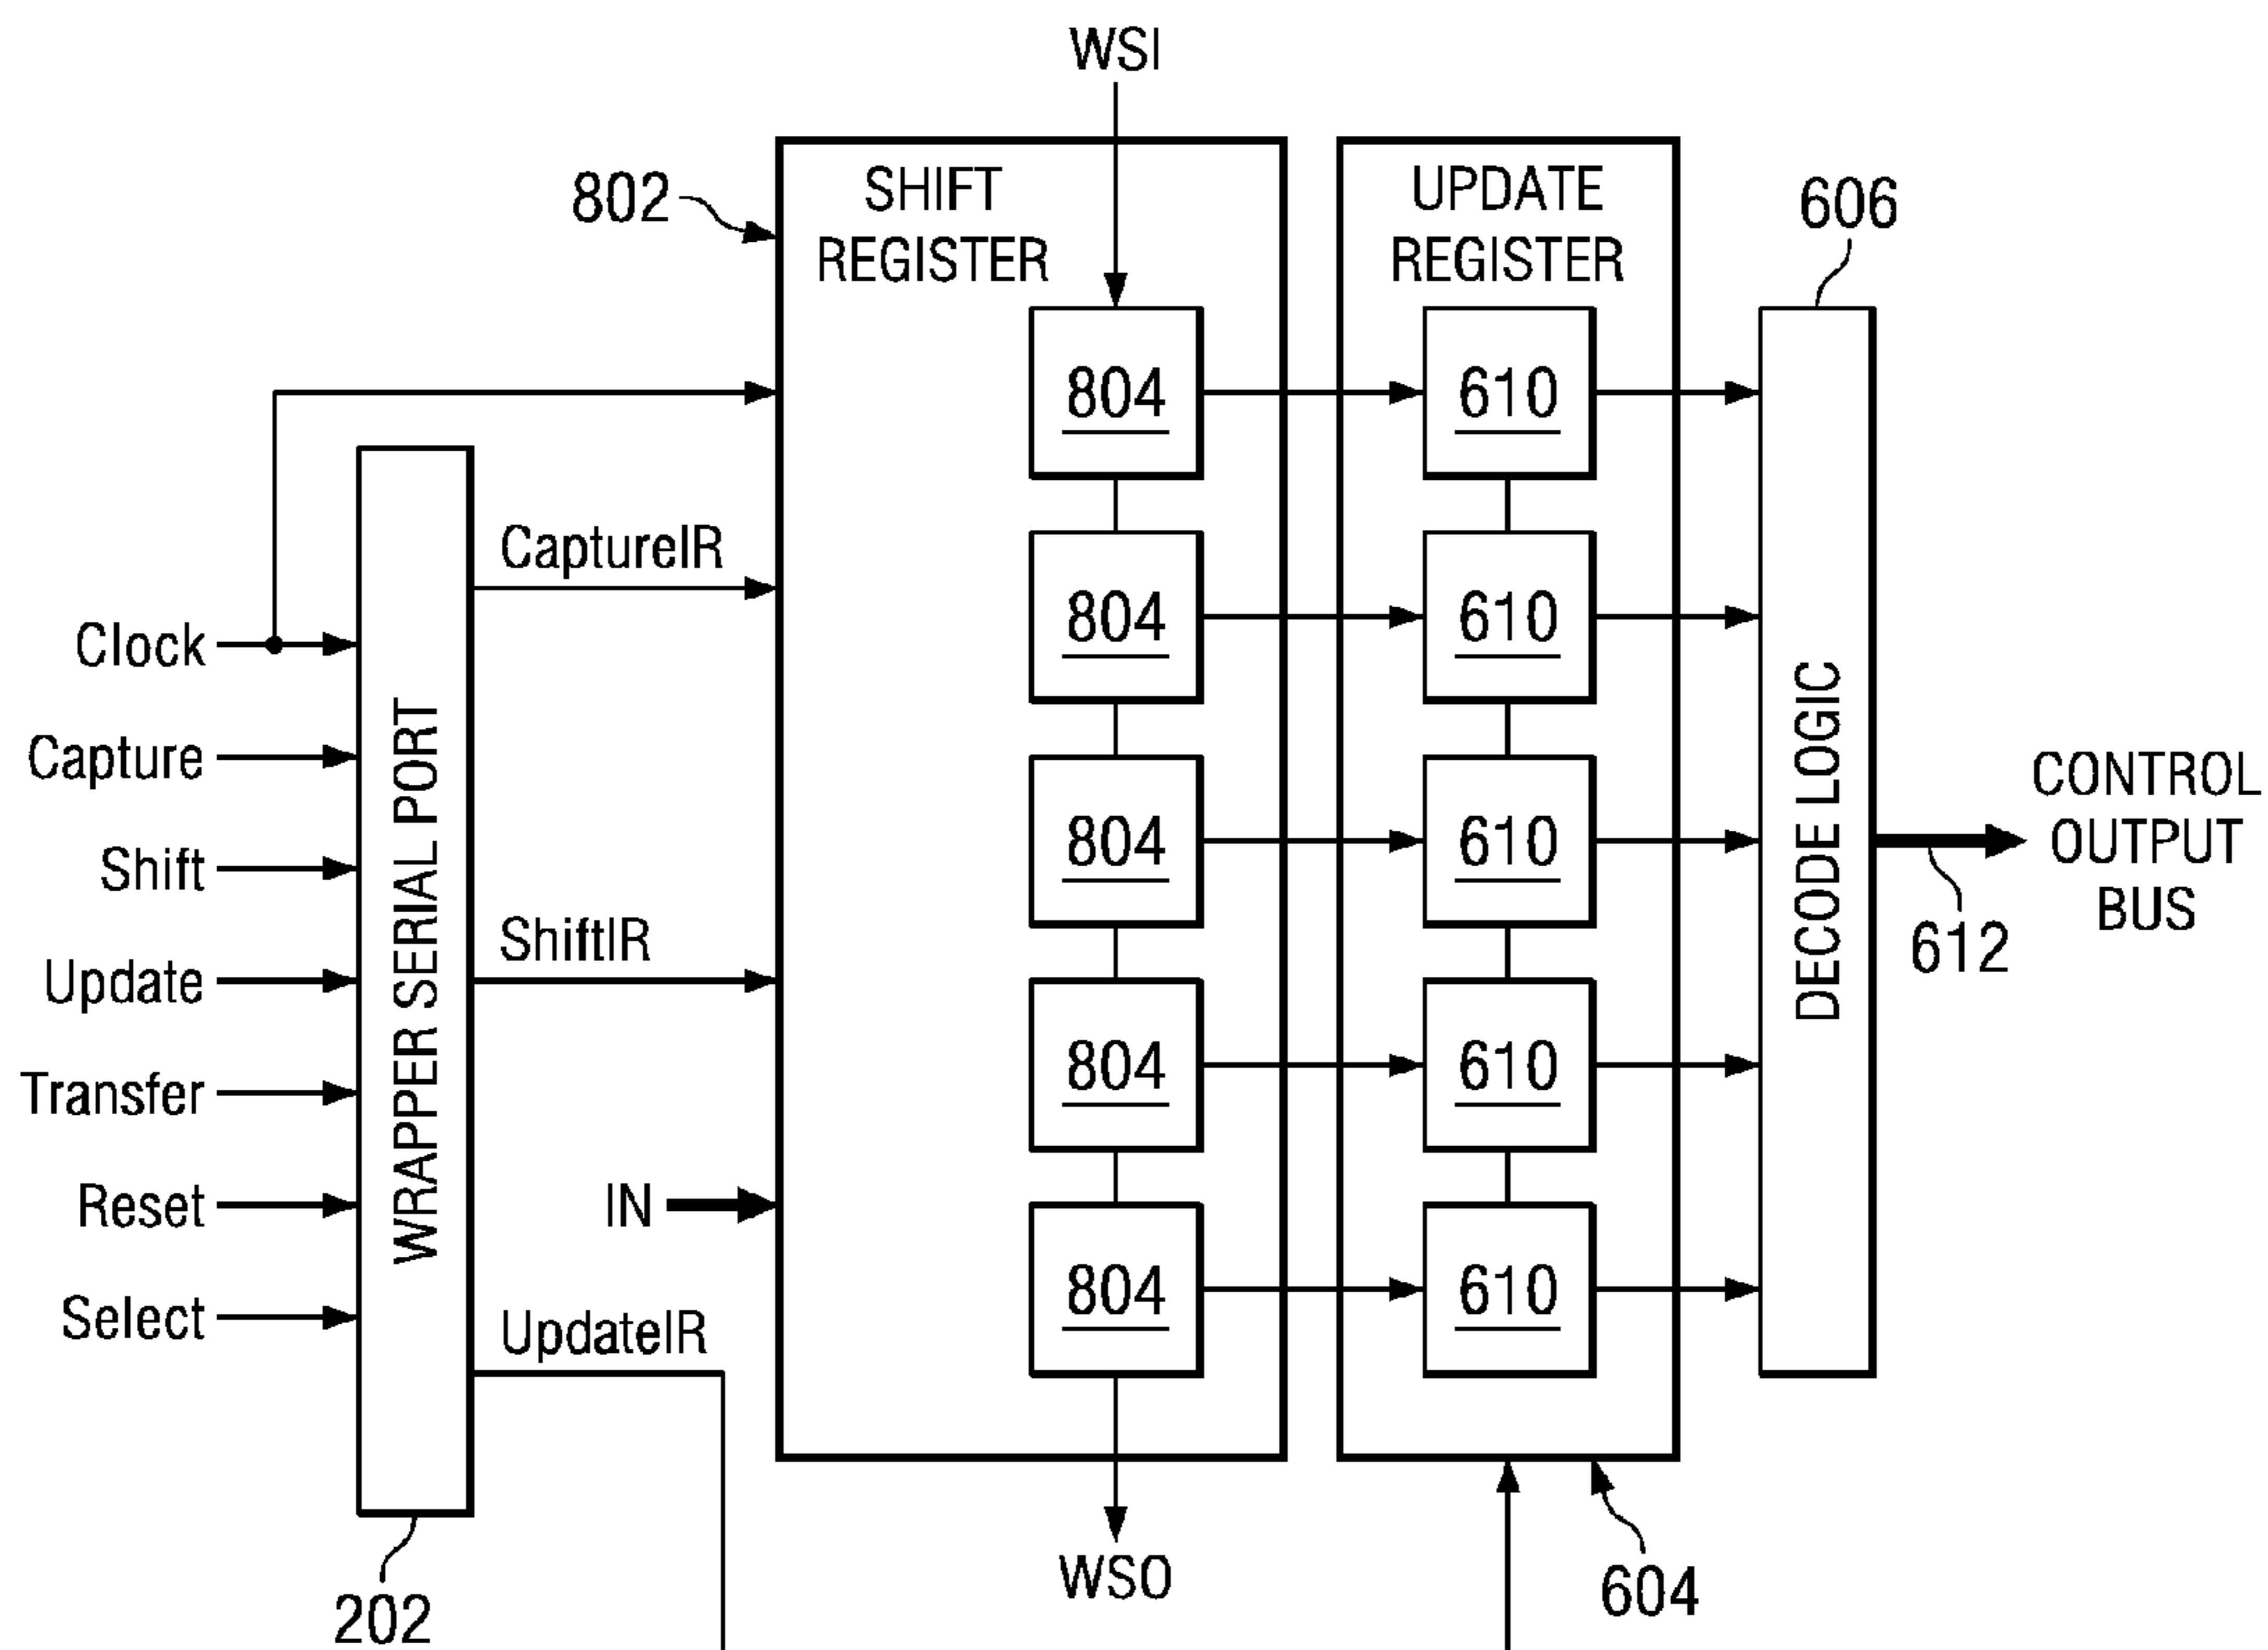 WSI
802
SHIFT
REGISTER
UPDATE
REGISTER
606
804
610
CaptureIR
804
610
Clock
WRAPPER SERIAL PORT
DECODE LOGIC
Capture
CONTROL
OUTPUT
BUS
804
610
Shift
ShiftIR
612
Update
804
610
Transfer
Reset
IN
804
610
Select
UpdateIR
WSO
604
202